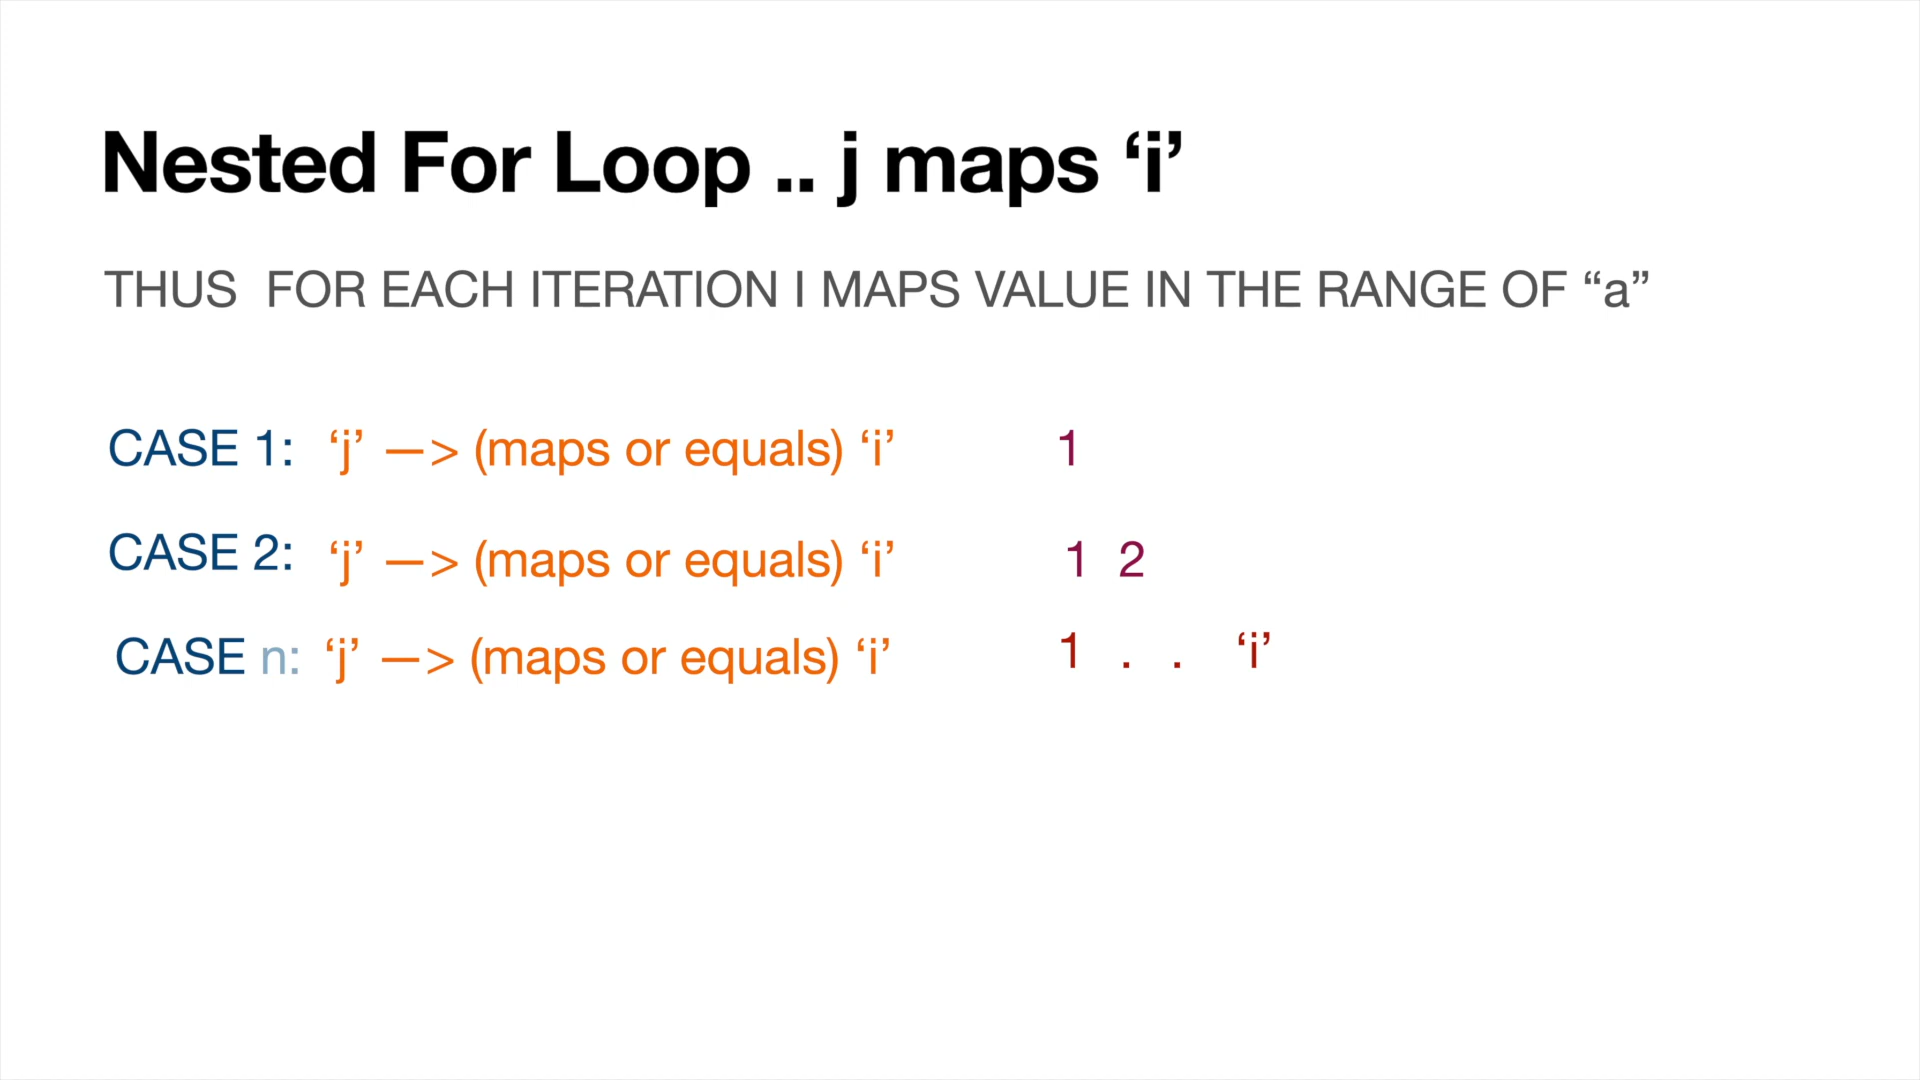 Nested For Loop .. j maps ‘i’
THUS  FOR EACH ITERATION I MAPS VALUE IN THE RANGE OF “a”
CASE 1: ‘j’ —> (maps or equals) ‘i’ 1
CASE 2: ‘j’ —> (maps or equals) ‘i’ 1 2
CASE n: ‘j’ —> (maps or equals) ‘i’ 1 . . ‘i’